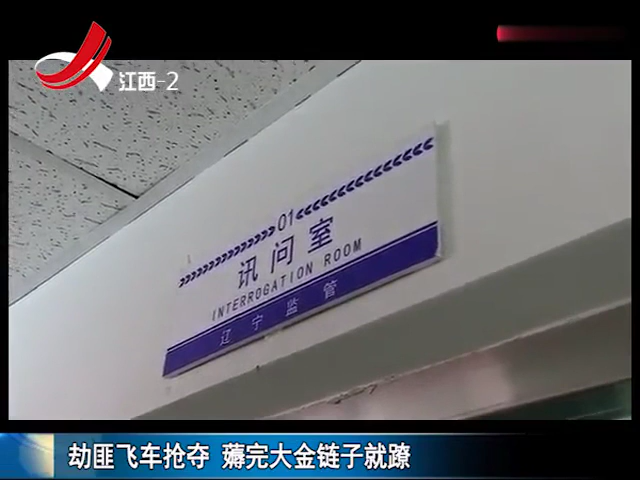 江西-2
01
讯问室
INTERROGATION ROOM
辽宁监管
劫匪飞车抢夺 薅完大金链子就蹽